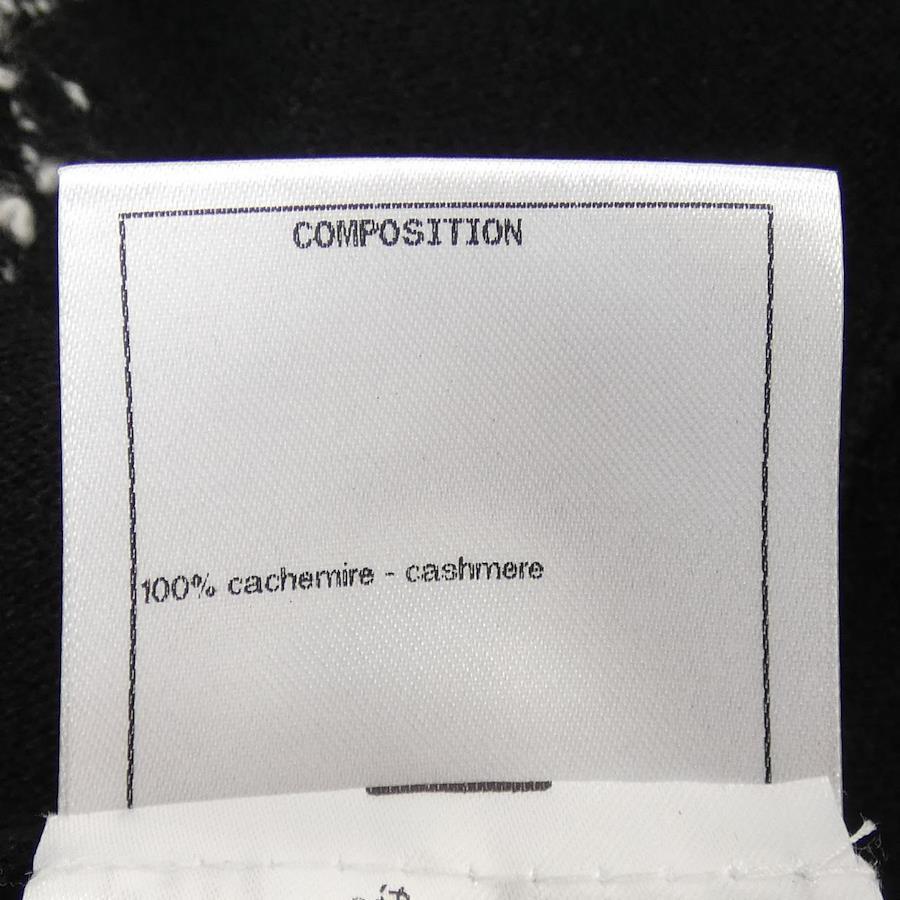 COMPOSITION
100% cachemire - cashmere